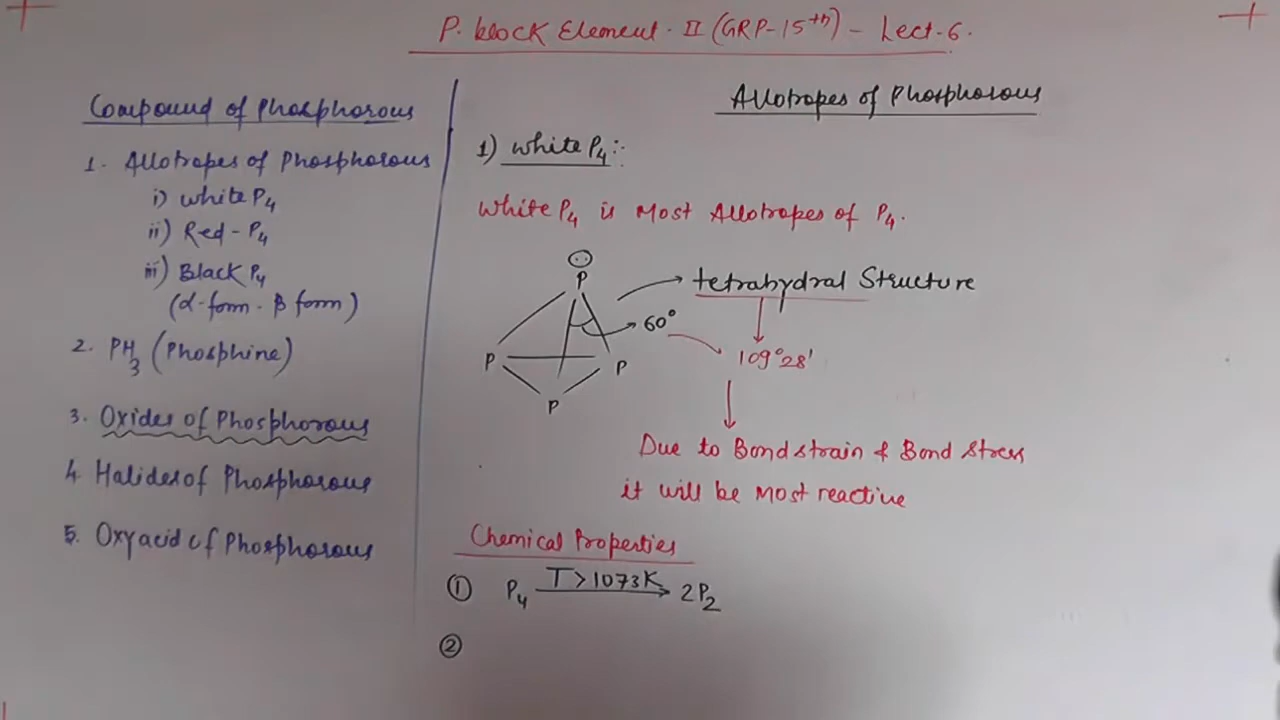 P. block Element. II (GRP-15th) - Lect. 6.
Compound of Phosphorous
1. Allotropes of Phosphorous
i) White P4
ii) Red - P4
iii) Black P4
(α-form - β form)
2. PH3 (Phosphine)
3. Oxides of Phosphorous
4. Halides of Phosphorous
5. Oxyacid of Phosphorous
Allotropes of Phosphorous
1) White P4 :-
White P4 is Most Allotropes of P4.
P
tetrahydral Structure
60°
P
P
109°28'
P
Due to Bond strain & Bond Stress
it will be Most reactive
Chemical Properties
① P4 T > 1073K → 2P2
②